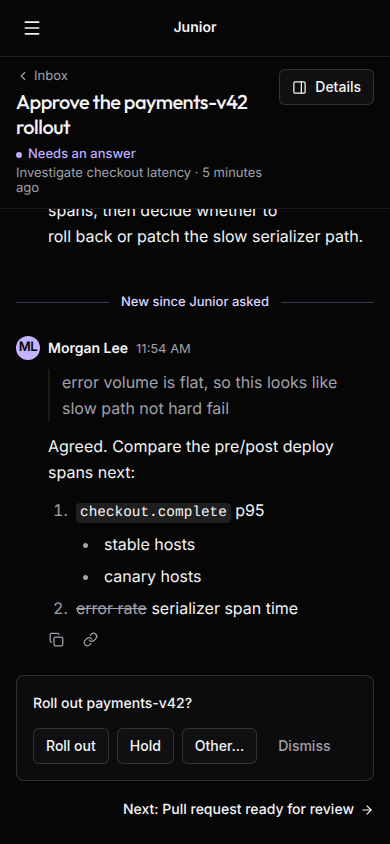 Junior
Inbox
Details
Approve the payments-v42
rollout
Needs an answer
Investigate checkout latency · 5 minutes
ago
spans, then decide whether to
roll back or patch the slow serializer path.
New since Junior asked
ML Morgan Lee 11:54 AM
error volume is flat, so this looks like
slow path not hard fail
Agreed. Compare the pre/post deploy
spans next:
1. checkout.complete p95
• stable hosts
• canary hosts
2. error rate serializer span time
Roll out payments-v42?
Roll out Hold Other... Dismiss
Next: Pull request ready for review →